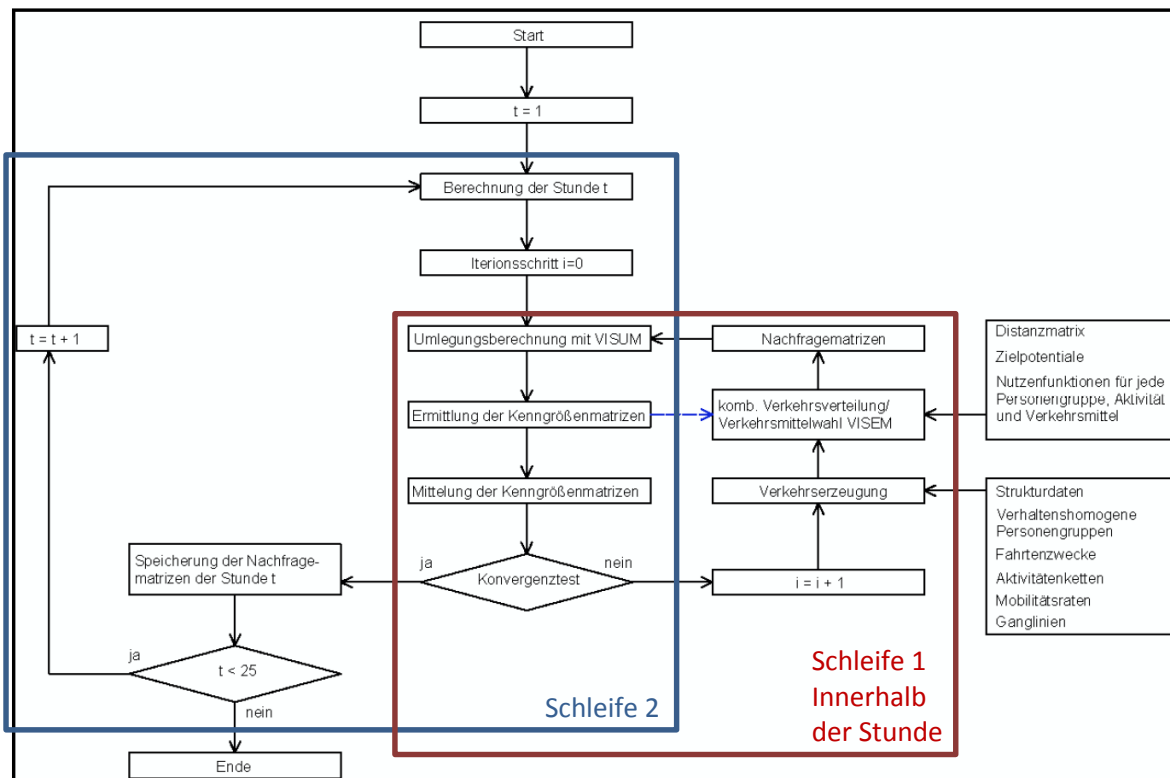 Start
t = 1
Berechnung der Stunde t
Iterionsschritt i=0
t = t + 1
Umlegungsberechnung mit VISUM
Nachfragematrizen
Distanzmatrix
Zielpotentiale
Nutzenfunktionen für jede
Personengruppe, Aktivität
und Verkehrsmittel
Ermittlung der Kenngrößenmatrizen
komb. Verkehrsverteilung/
Verkehrsmittelwahl VISEM
Mittelung der Kenngrößenmatrizen
Verkehrserzeugung
Strukturdaten
Verhaltenshomogene
Personengruppen
Fahrtenzwecke
Aktivitätenketten
Mobilitätsraten
Ganglinien
Speicherung der Nachfrage-
matrizen der Stunde t
ja
Konvergenztest
nein
i = i + 1
ja
t < 25
nein
Schleife 2
Schleife 1
Innerhalb
der Stunde
Ende